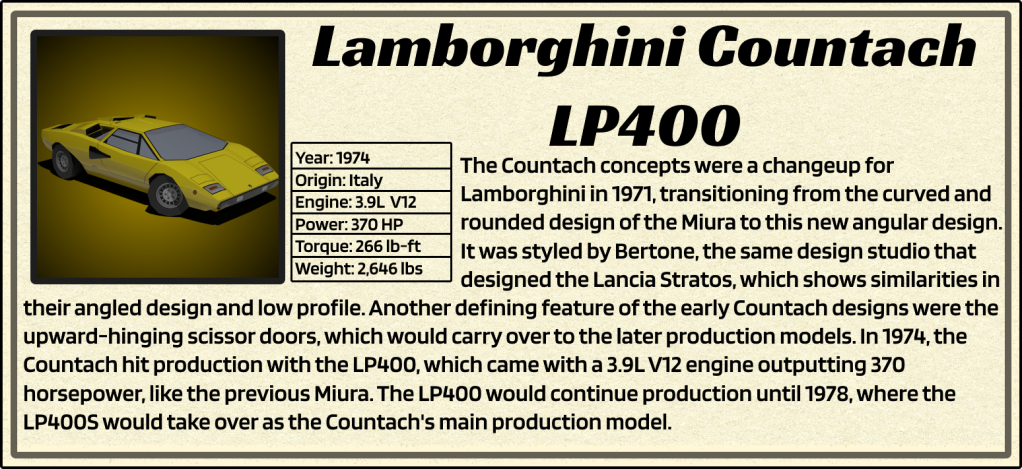 Lamborghini Countach
LP400
Year: 1974
Origin: Italy
Engine: 3.9L V12
Power: 370 HP
Torque: 266 lb-ft
Weight: 2,646 lbs
The Countach concepts were a changeup for
Lamborghini in 1971, transitioning from the curved and
rounded design of the Miura to this new angular design.
It was styled by Bertone, the same design studio that
designed the Lancia Stratos, which shows similarities in
their angled design and low profile. Another defining feature of the early Countach designs were the
upward-hinging scissor doors, which would carry over to the later production models. In 1974, the
Countach hit production with the LP400, which came with a 3.9L V12 engine outputting 370
horsepower, like the previous Miura. The LP400 would continue production until 1978, where the
LP400S would take over as the Countach's main production model.